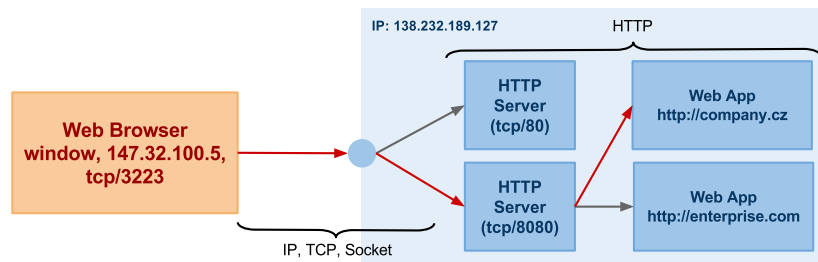 IP: 138.232.189.127
HTTP
Web Browser
window, 147.32.100.5,
tcp/3223
HTTP
Server
(tcp/80)
Web App
http://company.cz
HTTP
Server
(tcp/8080)
Web App
http://enterprise.com
IP, TCP, Socket